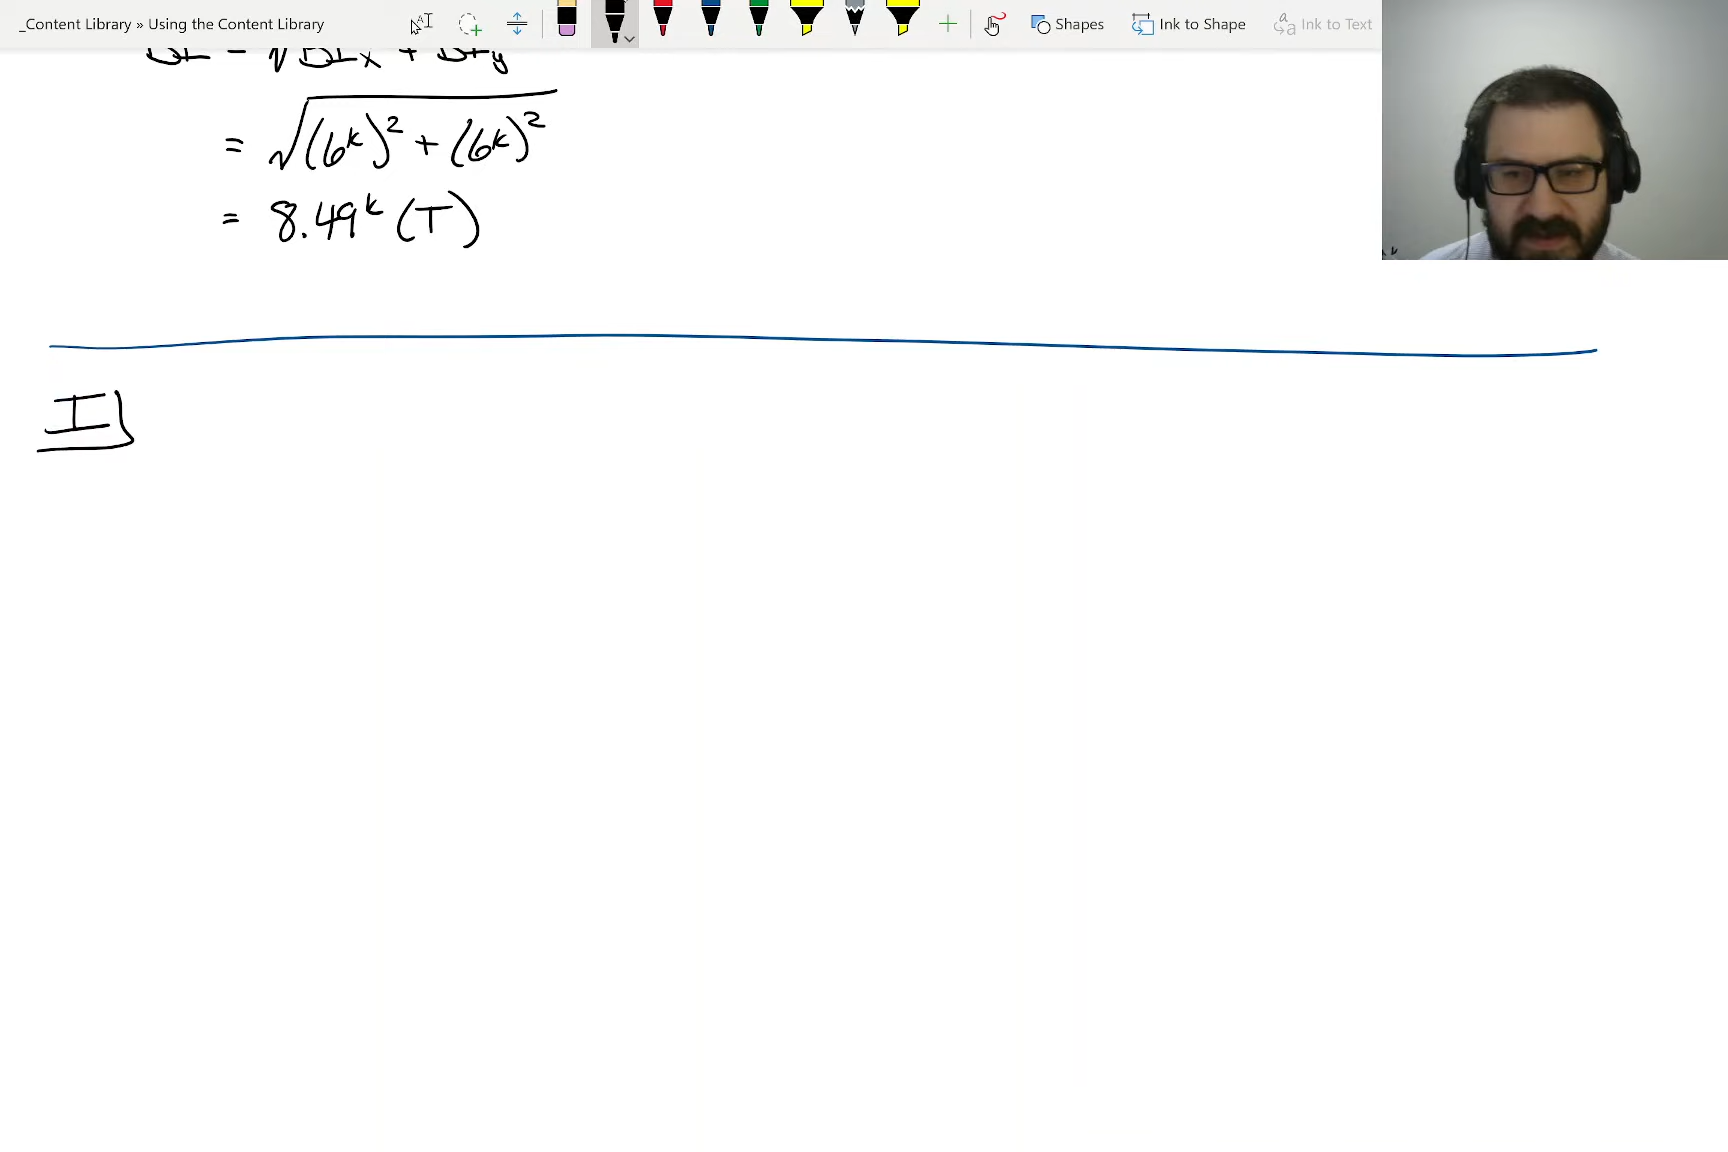 _Content Library » Using the Content Library
Shapes
Ink to Shape
Ink to Text
= √(6ᵏ)² + (6ᵏ)²
= 8.49ᵏ (T)
I)